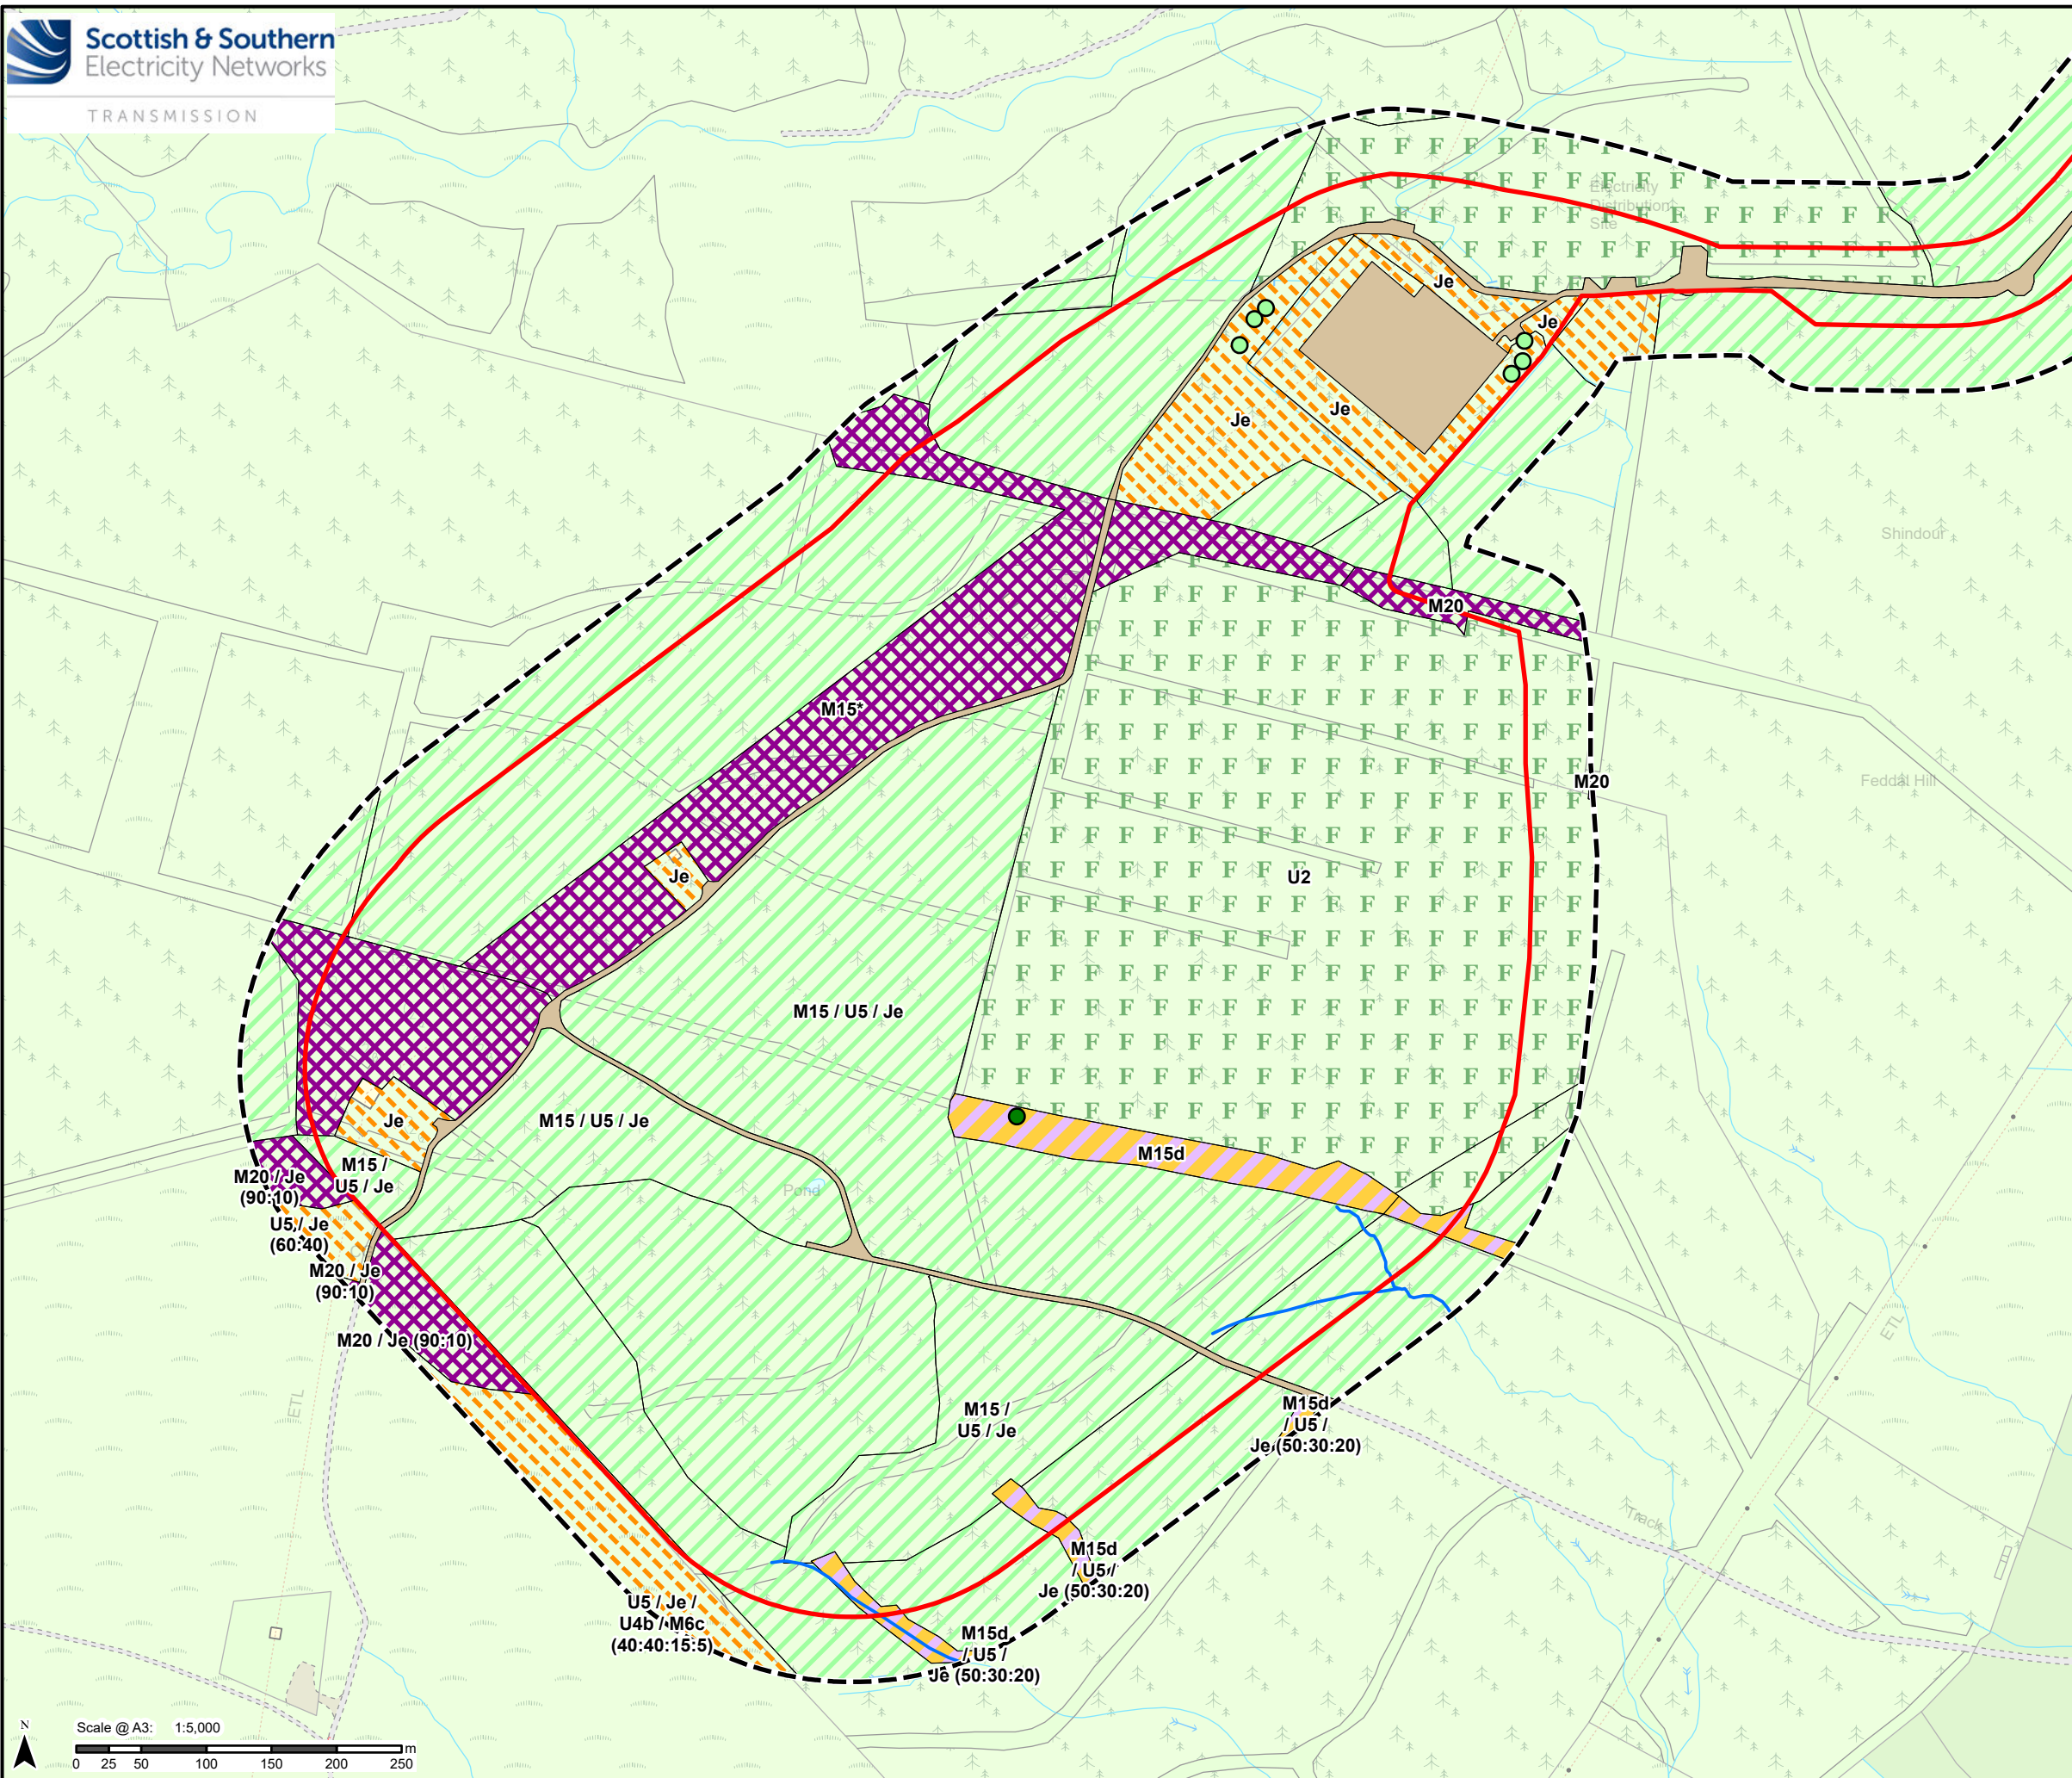 Scottish & Southern
Electricity Networks
TRANSMISSION
Electricity
Distribution
Site
Je
Je
Je
Je
Shindour
M20
M15*
Feddal Hill
M20
Je
U2
M15 / U5 / Je
Je
M15 / U5 / Je
M15d
M15 /
U5 / Je
M20 / Je
(90:10)
Pond
U5 / Je
(60:40)
M20 / Je
(90:10)
M20 / Je (90:10)
ETL
ETL
M15d
/ U5 /
Je (50:30:20)
M15 /
U5 / Je
Track
M15d
/ U5 /
Je (50:30:20)
U5 / Je /
U4b / M6c
(40:40:15:5)
M15d
/ U5 /
Je (50:30:20)
N
Scale @ A3: 1:5,000
m
0 25 50 100 150 200 250
F F F F F F F F F